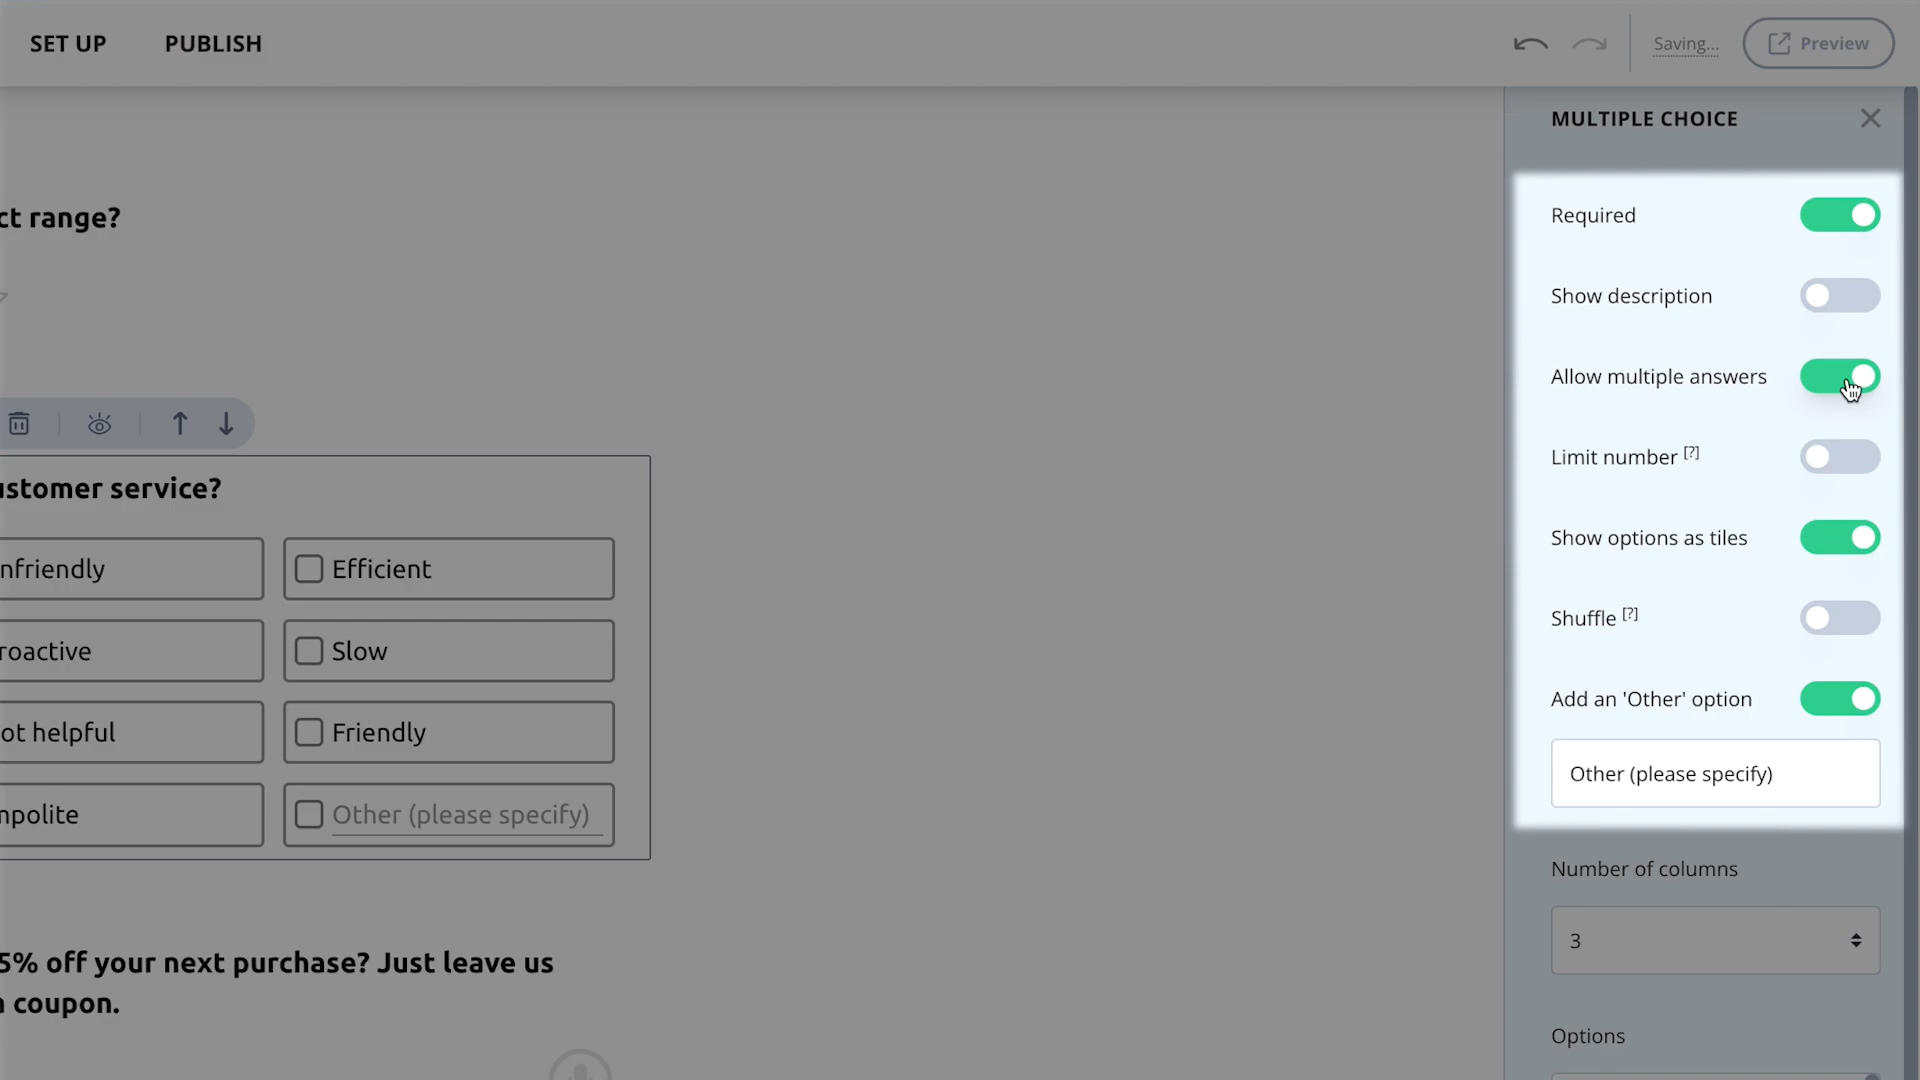 SET UP
PUBLISH
Saving...
Preview
ct range?
ustomer service?
nfriendly
Efficient
roactive
Slow
ot helpful
Friendly
mpolite
Other (please specify)
5% off your next purchase? Just leave us
coupon.
MULTIPLE CHOICE
Required
Show description
Allow multiple answers
Limit number [?]
Show options as tiles
Shuffle [?]
Add an 'Other' option
Other (please specify)
Number of columns
3
Options